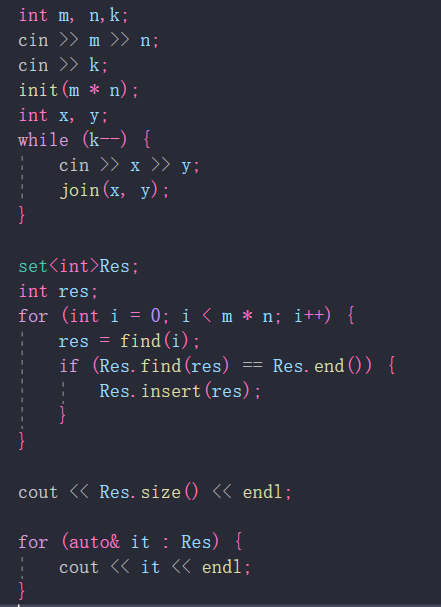 int m, n,k;
cin >> m >> n;
cin >> k;
init(m * n);
int x, y;
while (k--) {
    cin >> x >> y;
    join(x, y);
}

set<int>Res;
int res;
for (int i = 0; i < m * n; i++) {
    res = find(i);
    if (Res.find(res) == Res.end()) {
        Res.insert(res);
    }
}

cout << Res.size() << endl;

for (auto& it : Res) {
    cout << it << endl;
}